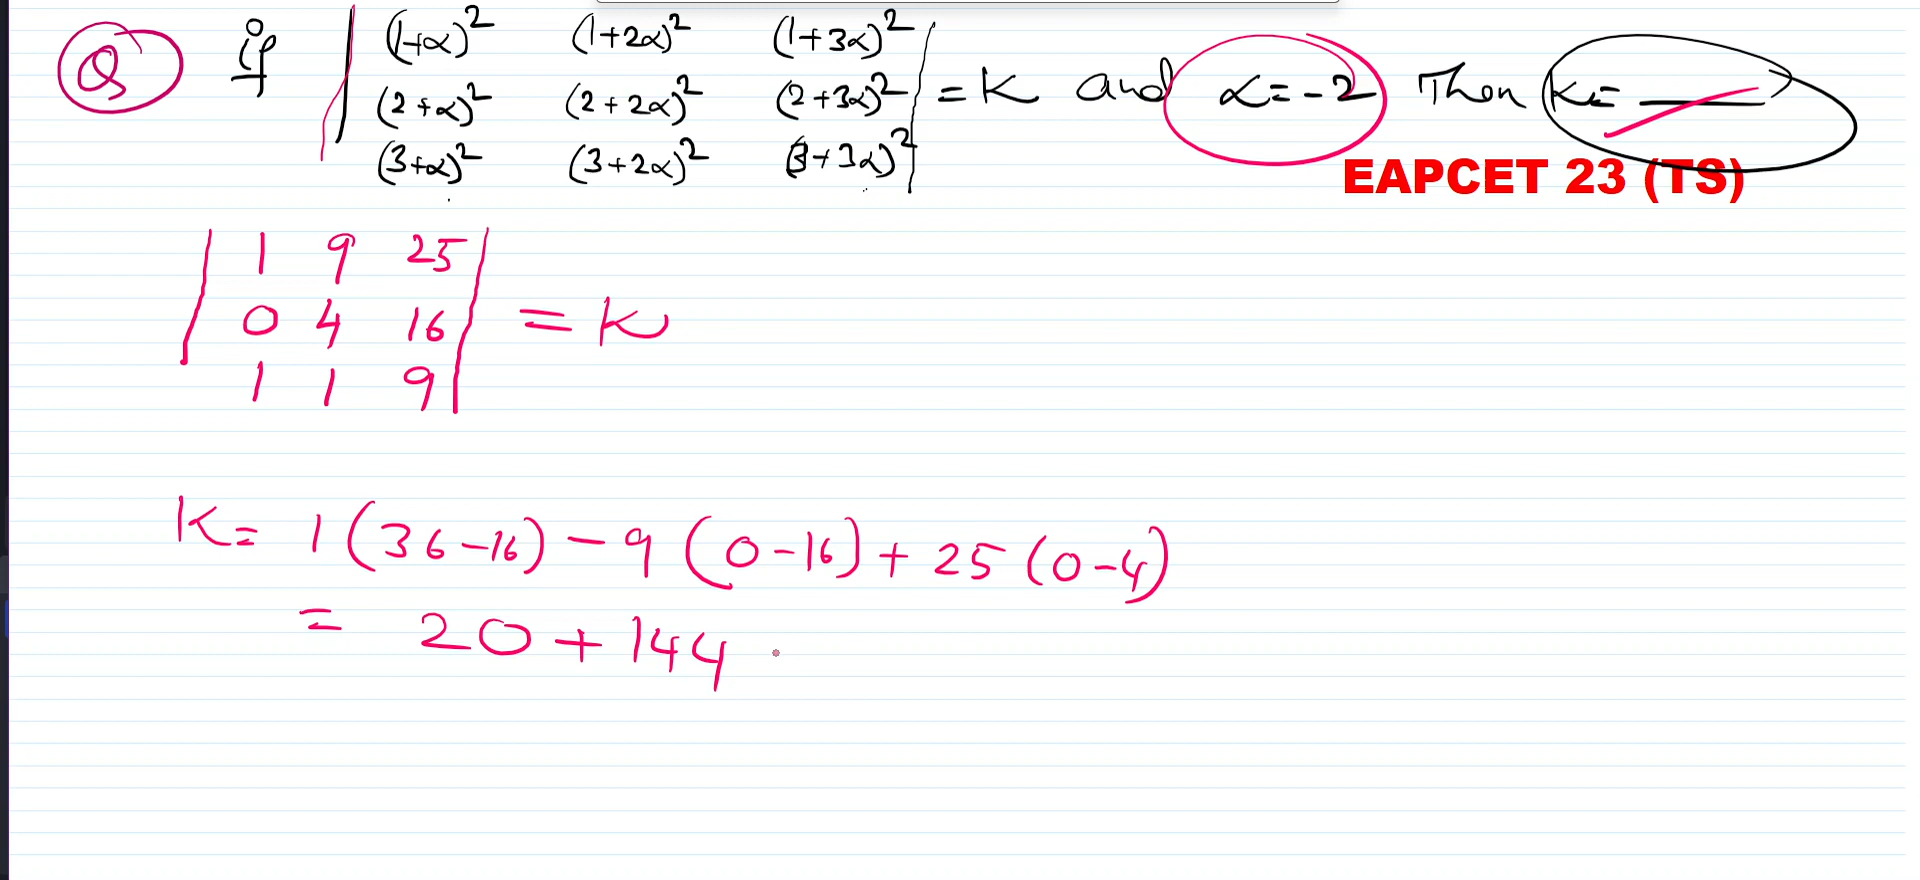 Q if | (1+α)² (1+2α)² (1+3α)² |
| (2+α)² (2+2α)² (2+3α)² | = K and α=-2 Then K= ___
| (3+α)² (3+2α)² (3+3α)² |
EAPCET 23 (TS)
| 1 9 25 |
| 0 4 16 | = K
| 1 1 9 |
K= 1(36-16) - 9(0-16) + 25(0-4)
= 20 + 144